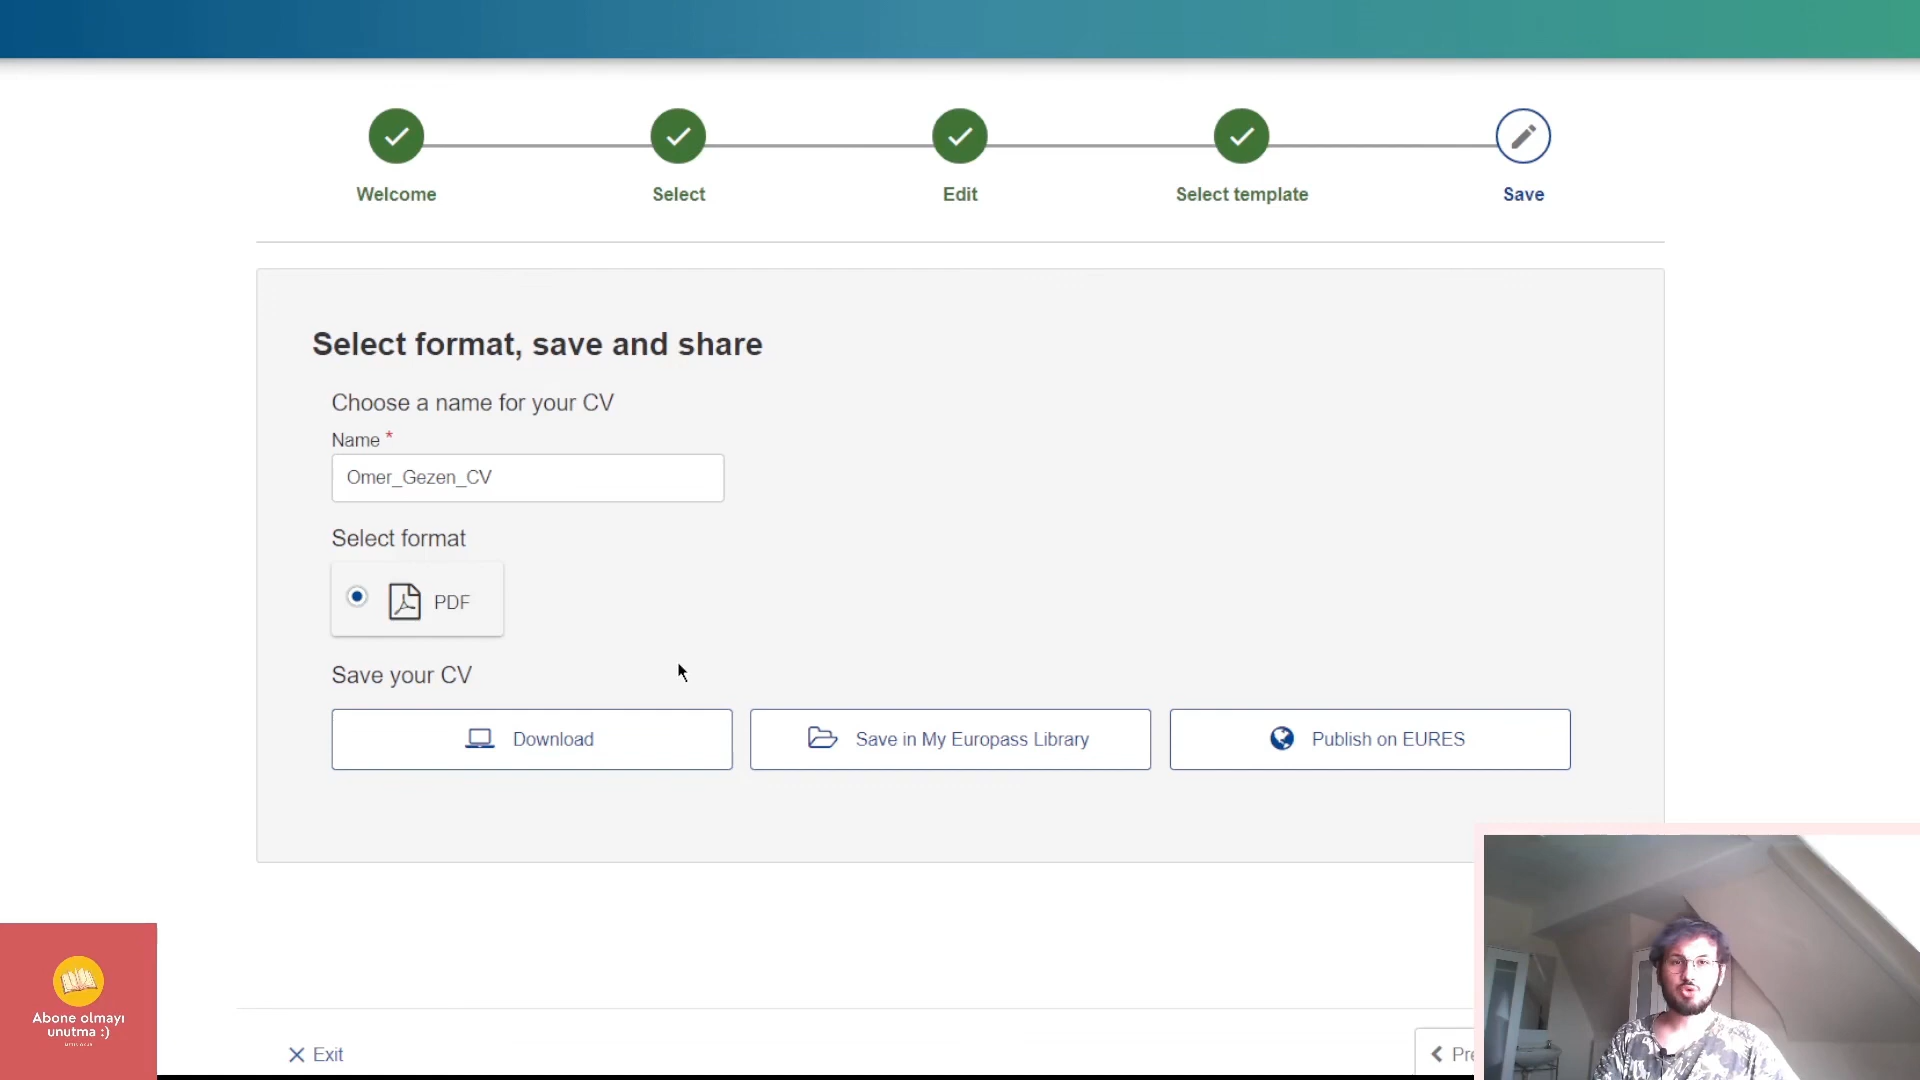 Welcome
Select
Edit
Select template
Save
Select format, save and share
Choose a name for your CV
Name *
Omer_Gezen_CV
Select format
PDF
Save your CV
Download
Save in My Europass Library
Publish on EURES
Abone olmayı
unutma :)
Exit
Pre